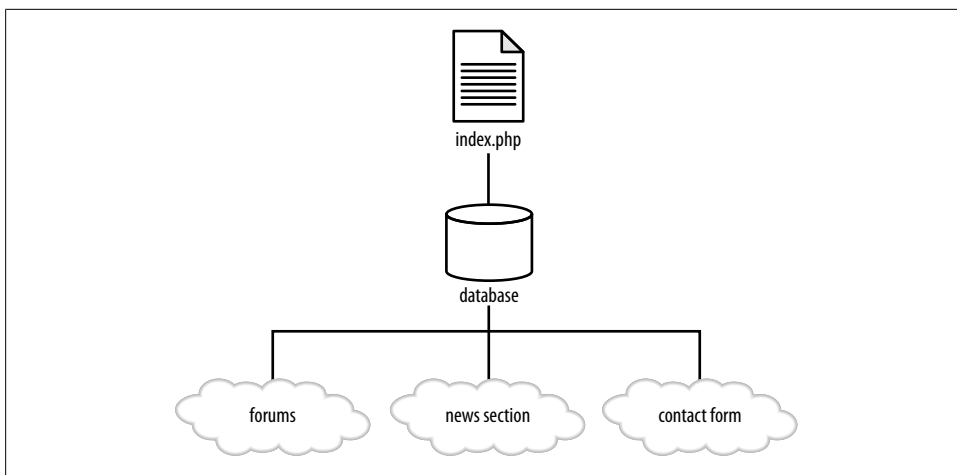 index.php
database
forums
news section
contact form